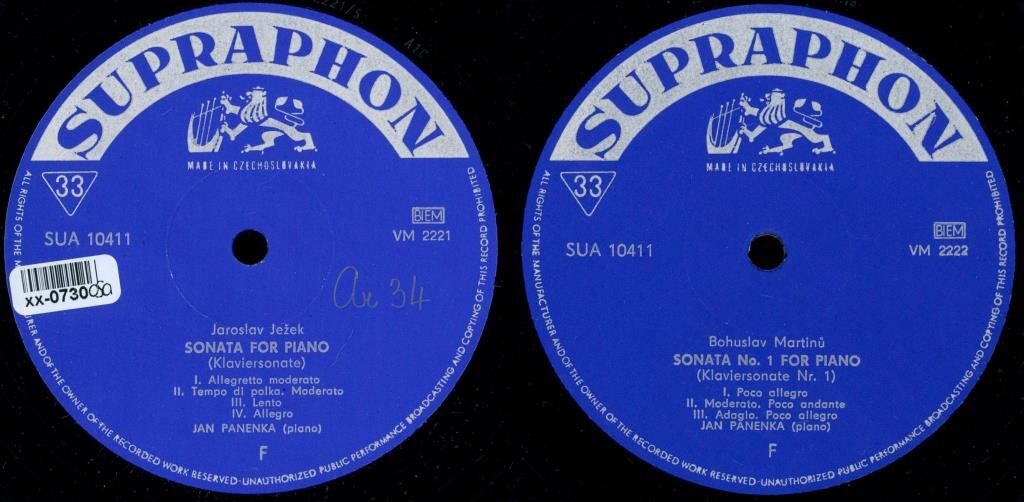 SUPRAPHON
MADE IN CZECHOSLOVAKIA
33
SUA 10411
BIEM
VM 2221
xx-0730
Ar 34
Jaroslav Ježek
SONATA FOR PIANO
(Klaviersonate)
I. Allegretto moderato
II. Tempo di polka. Moderato
III. Lento
IV. Allegro
JAN PANENKA (piano)
F
ALL RIGHTS OF THE MANUFACTURER AND OF THE OWNER OF THE RECORDED WORK RESERVED-UNAUTHORIZED PUBLIC PERFORMANCE BROADCASTING AND COPYING OF THIS RECORD PROHIBITED
SUPRAPHON
MADE IN CZECHOSLOVAKIA
33
SUA 10411
BIEM
VM 2222
Bohuslav Martinů
SONATA No. 1 FOR PIANO
(Klaviersonate Nr. 1)
I. Poco allegro
II. Moderato. Poco andante
III. Adagio. Poco allegro
JAN PANENKA (piano)
F
ALL RIGHTS OF THE MANUFACTURER AND OF THE OWNER OF THE RECORDED WORK RESERVED-UNAUTHORIZED PUBLIC PERFORMANCE BROADCASTING AND COPYING OF THIS RECORD PROHIBITED